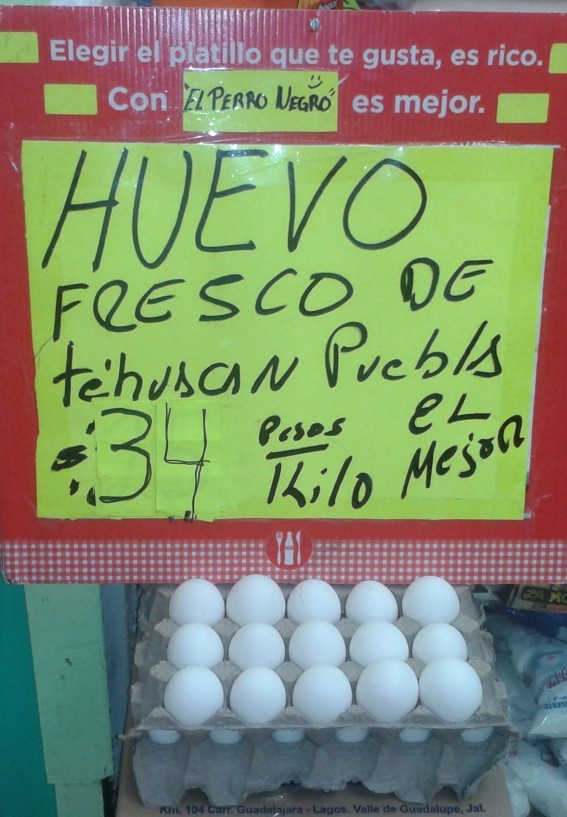 Elegir el platillo que te gusta, es rico.
Con "EL PERRO NEGRO" es mejor.
HUEVO
FRESCO DE
tehuacan Puebla
$34 Pesos Kilo EL MejoR
Km. 104 Carr. Guadalajara - Lagos. Valle de Guadalupe, Jal.